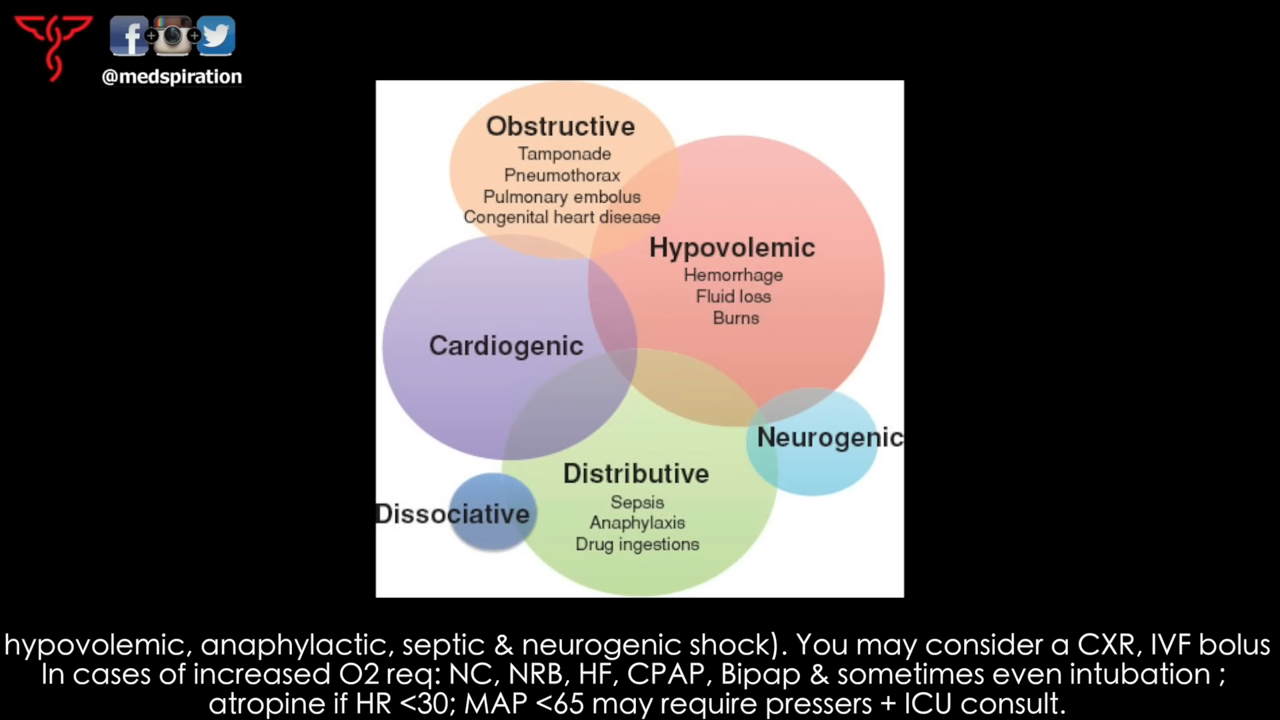 @medspiration
Obstructive
Tamponade
Pneumothorax
Pulmonary embolus
Congenital heart disease
Hypovolemic
Hemorrhage
Fluid loss
Burns
Cardiogenic
Neurogenic
Distributive
Sepsis
Anaphylaxis
Drug ingestions
Dissociative
hypovolemic, anaphylactic, septic & neurogenic shock). You may consider a CXR, IVF bolus
In cases of increased O2 req: NC, NRB, HF, CPAP, Bipap & sometimes even intubation ;
atropine if HR <30; MAP <65 may require pressers + ICU consult.